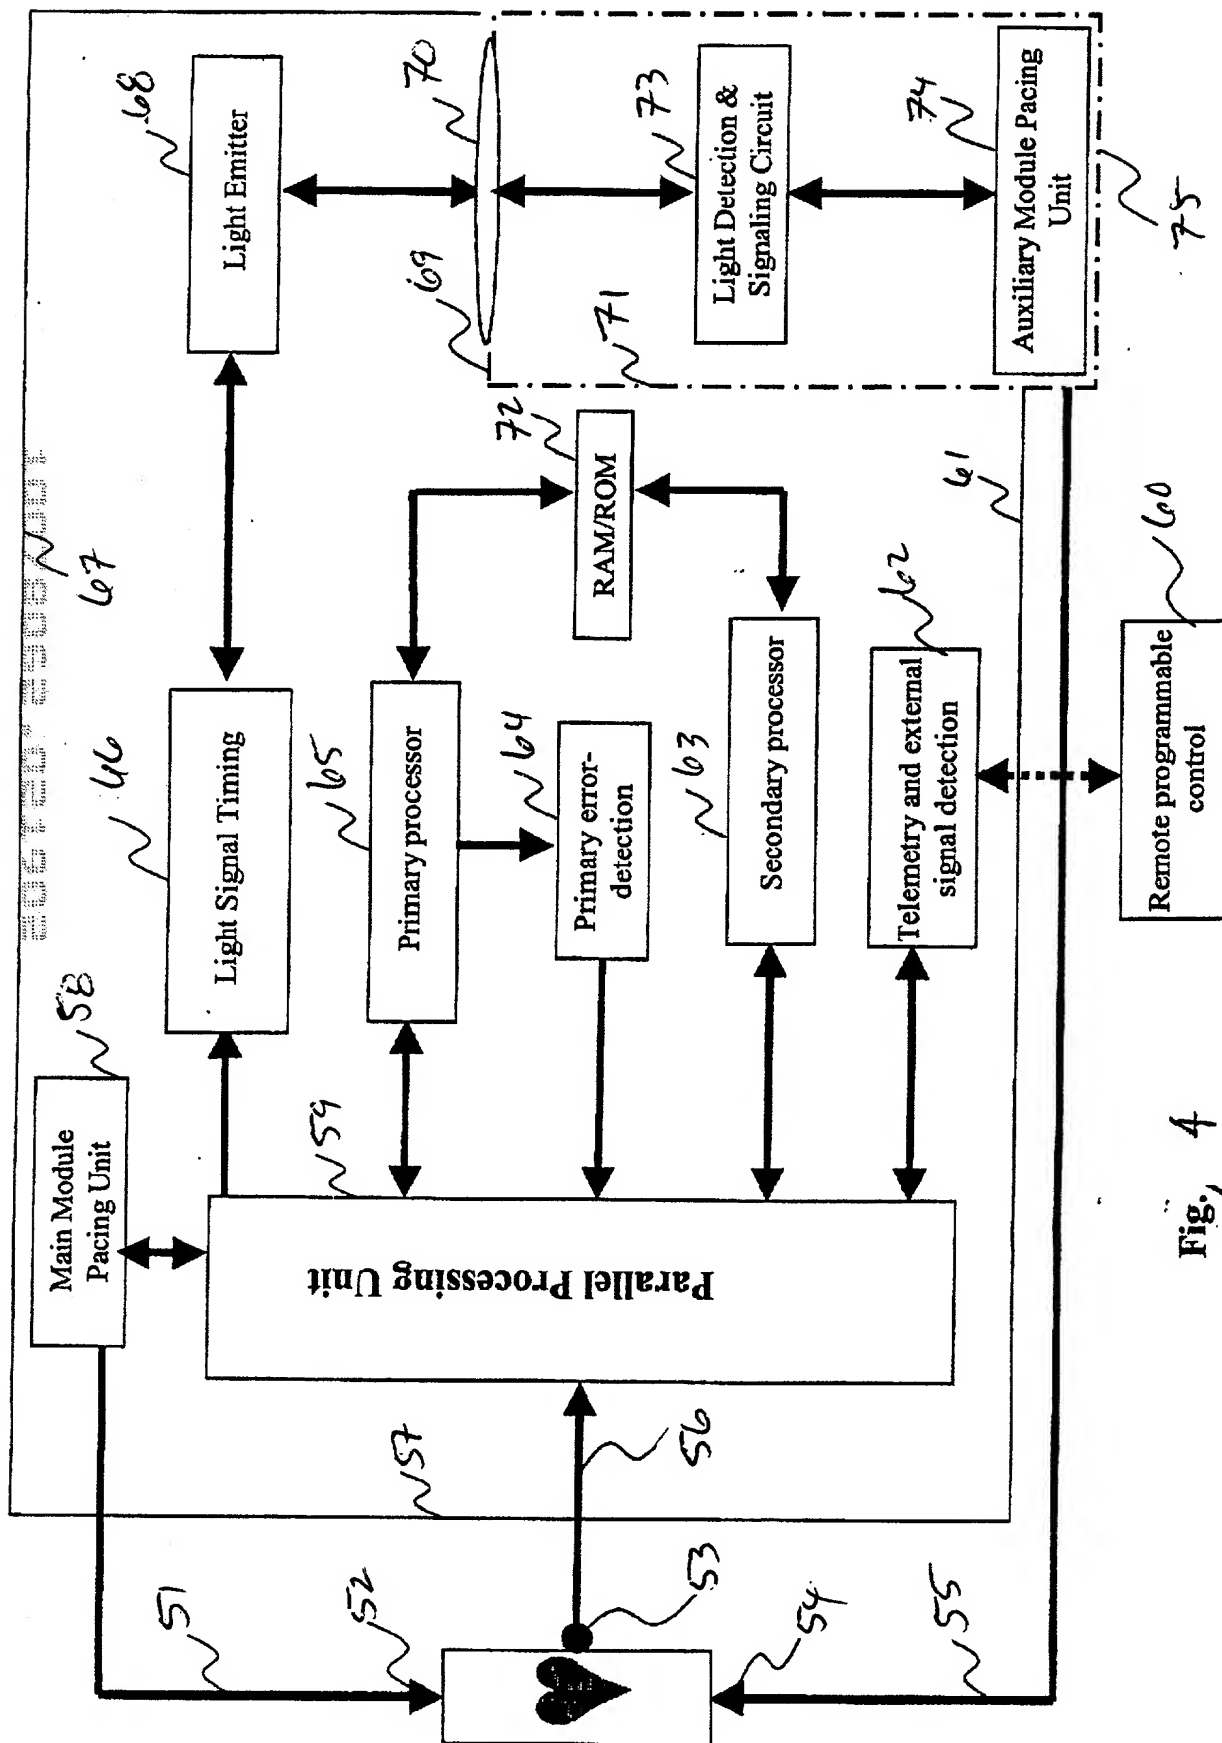 67
68
Light Emitter
70
69
71
73
Light Detection &
Signaling Circuit
74
Auxiliary Module Pacing
Unit
75
58
Main Module
Pacing Unit
66
Light Signal Timing
65
Primary processor
64
Primary error-
detection
72
RAM/ROM
63
Secondary processor
62
Telemetry and external
signal detection
61
60
Remote programmable
control
59
Parallel Processing
Unit
57
56
51
52
53
54
55
Fig. 4